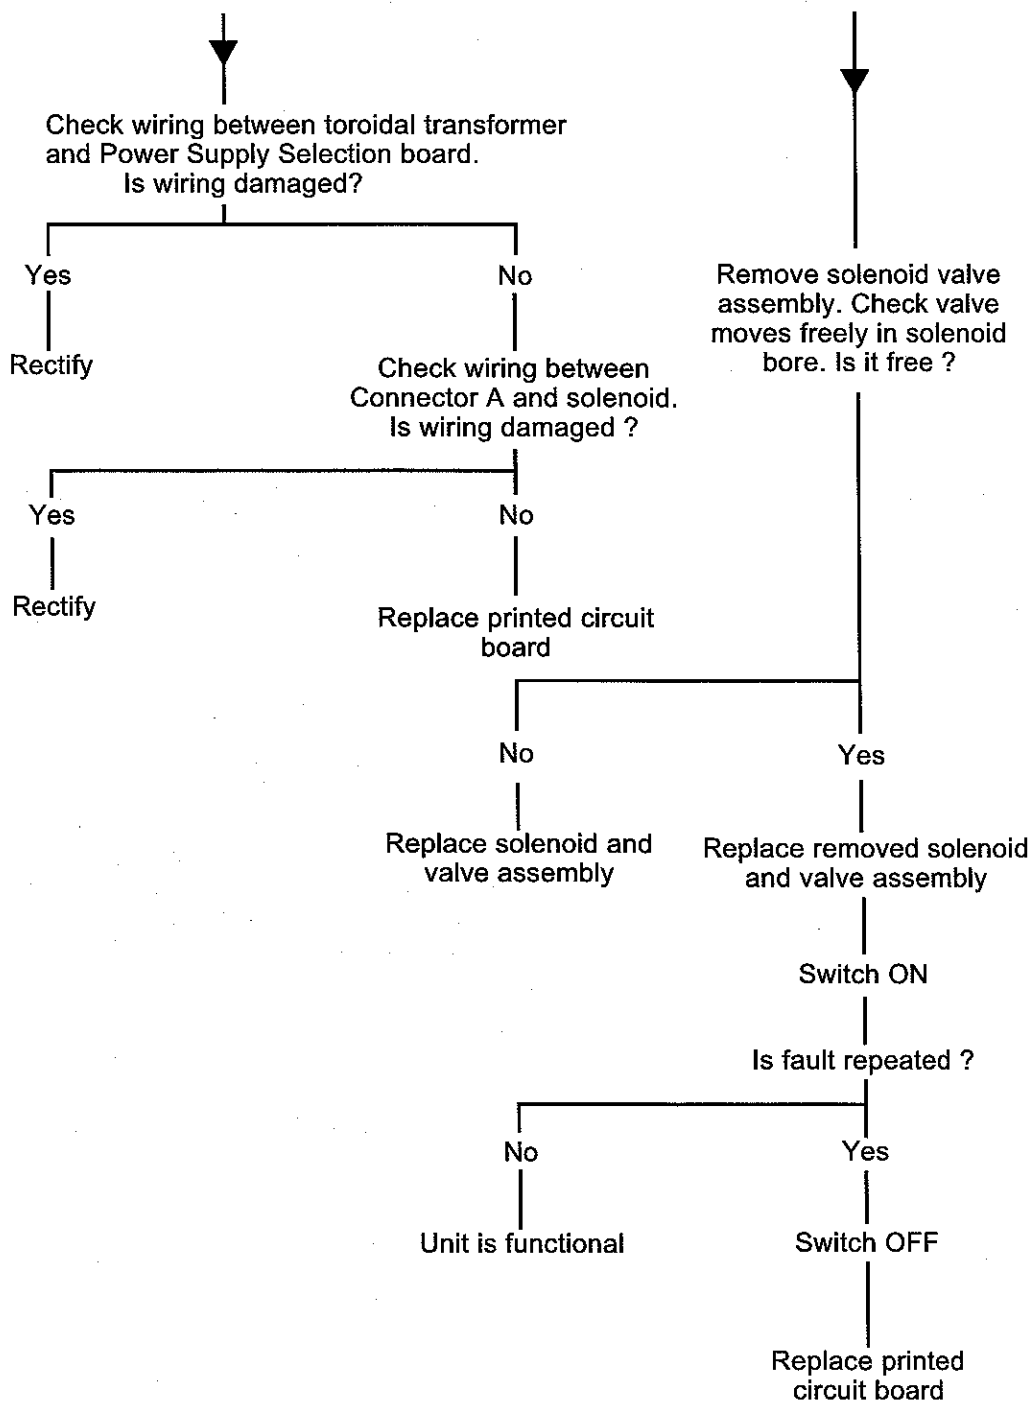 Check wiring between toroidal transformer
and Power Supply Selection board.
Is wiring damaged?
Yes
No
Rectify
Check wiring between
Connector A and solenoid.
Is wiring damaged ?
Yes
No
Rectify
Replace printed circuit
board
Remove solenoid valve
assembly. Check valve
moves freely in solenoid
bore. Is it free ?
No
Yes
Replace solenoid and
valve assembly
Replace removed solenoid
and valve assembly
Switch ON
Is fault repeated ?
No
Yes
Unit is functional
Switch OFF
Replace printed
circuit board